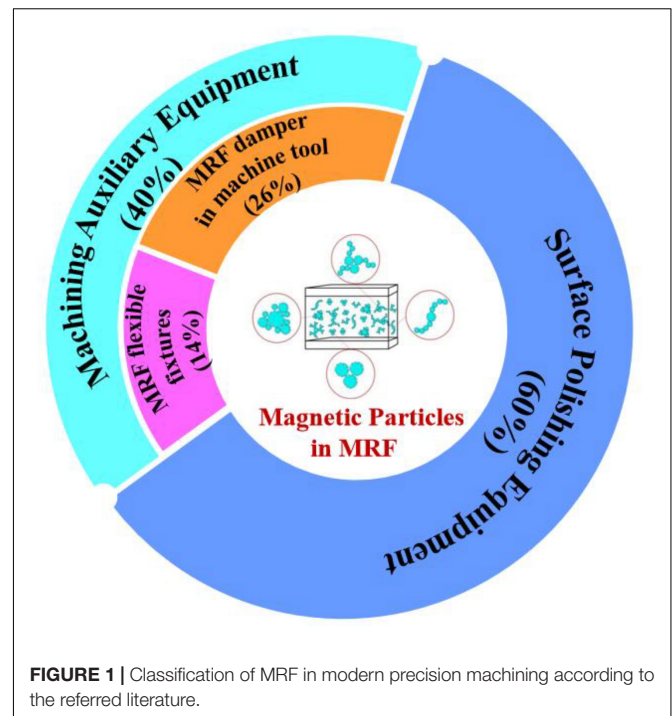 Machining Auxiliary Equipment
(40%)
MRF damper
in machine tool
(26%)
MRF flexible
fixtures
(14%)
Surface Polishing Equipment
(60%)
Magnetic Particles
in MRF
FIGURE 1 | Classification of MRF in modern precision machining according to
the referred literature.